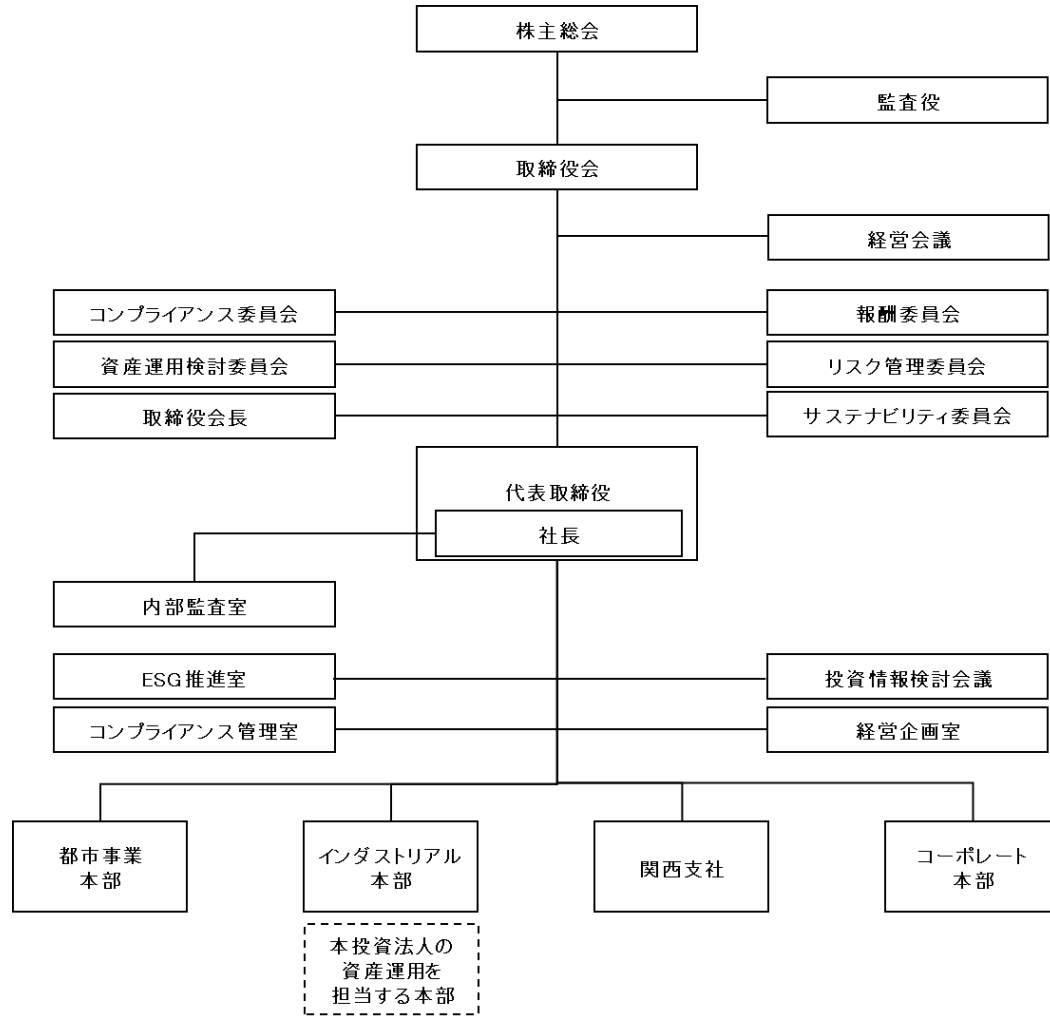 株主総会
監査役
取締役会
経営会議
コンプライアンス委員会
報酬委員会
資産運用検討委員会
リスク管理委員会
取締役会長
サステナビリティ委員会
代表取締役
社長
内部監査室
ESG推進室
投資情報検討会議
コンプライアンス管理室
経営企画室
都市事業
本部
インダストリアル
本部
関西支社
コーポレート
本部
本投資法人の
資産運用を
担当する本部